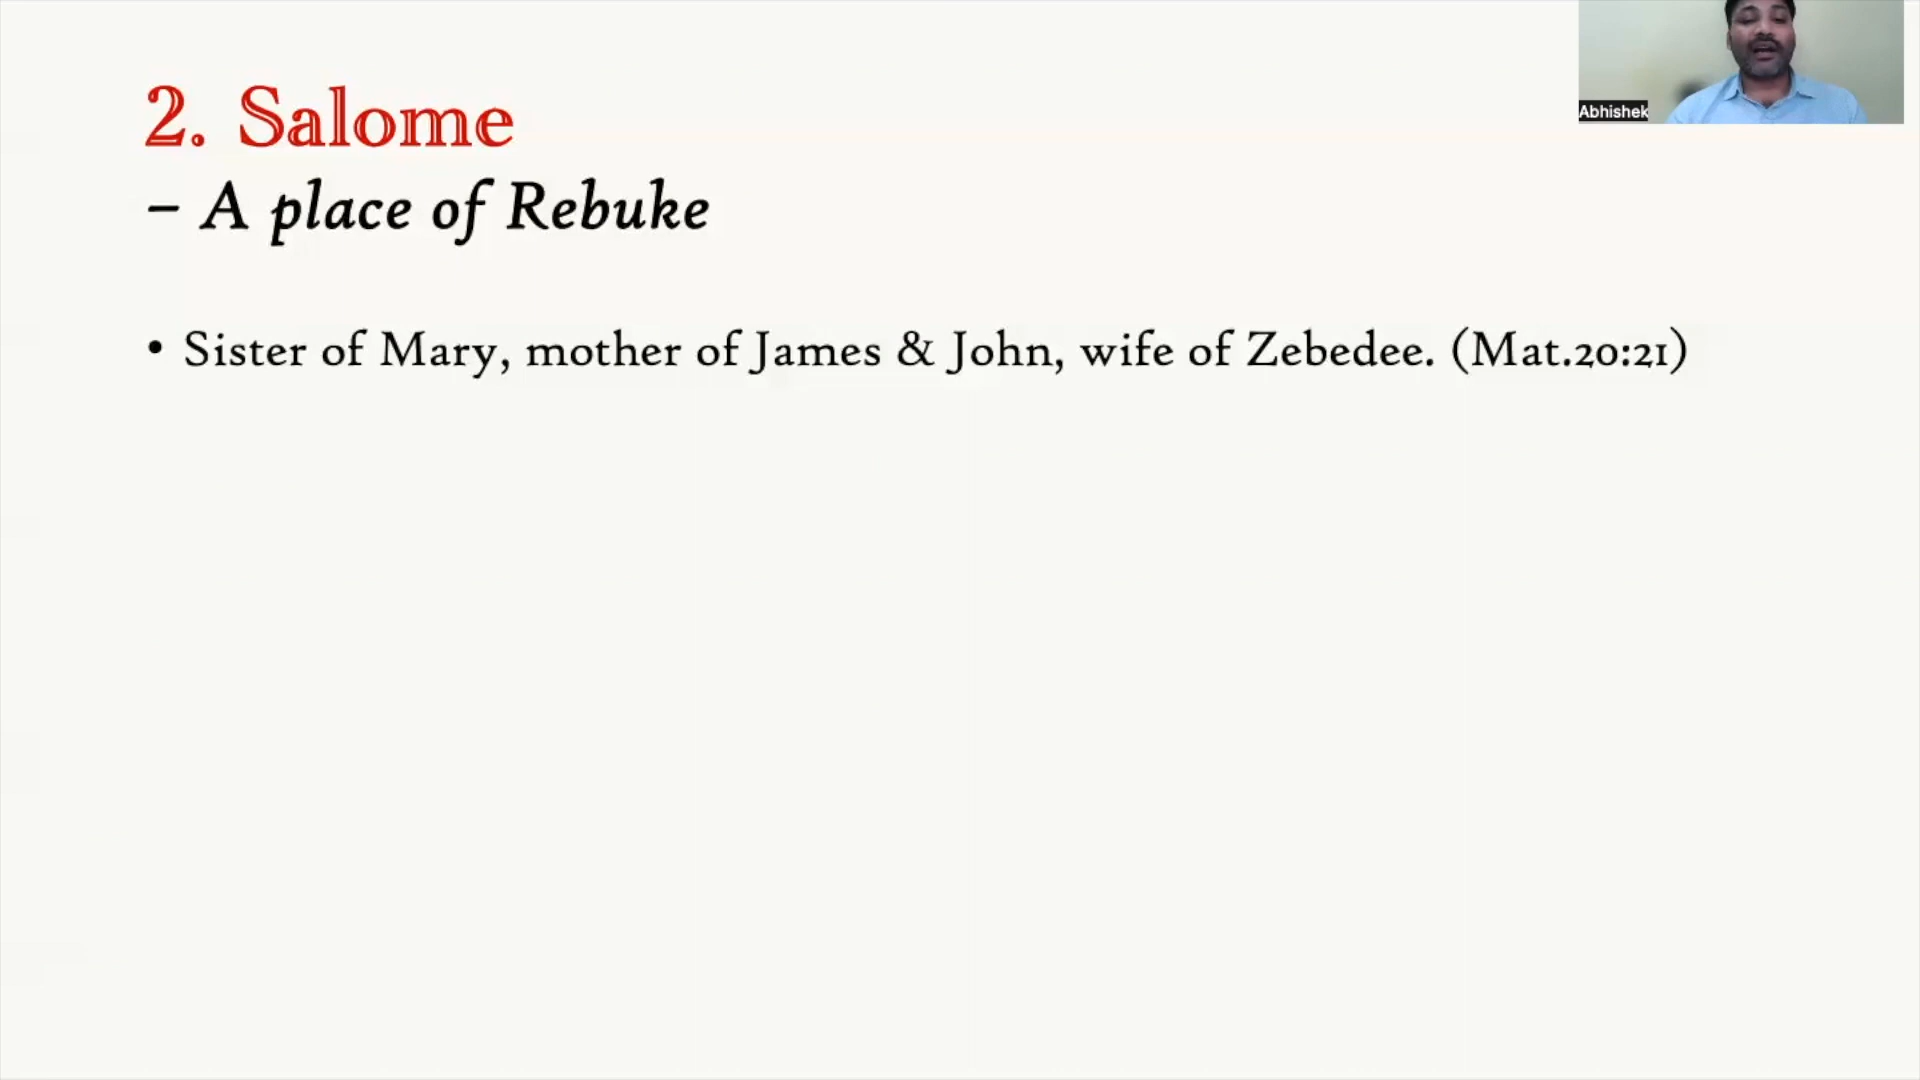 2. Salome
– A place of Rebuke
• Sister of Mary, mother of James & John, wife of Zebedee. (Mat.20:21)
Abhishek